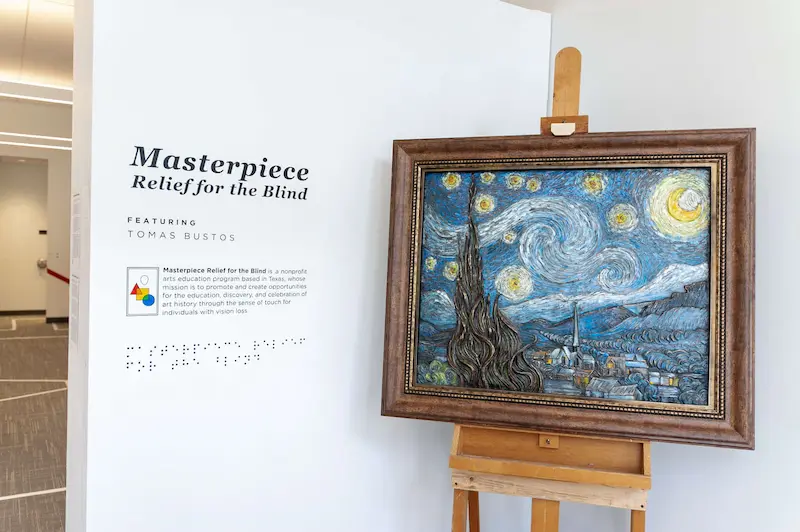 Masterpiece
Relief for the Blind
FEATURING
TOMAS BUSTOS
Masterpiece Relief for the Blind is a nonprofit
arts education program based in Texas, whose
mission is to promote and create opportunities
for the education, discovery, and celebration of
art history through the sense of touch for
individuals with vision loss